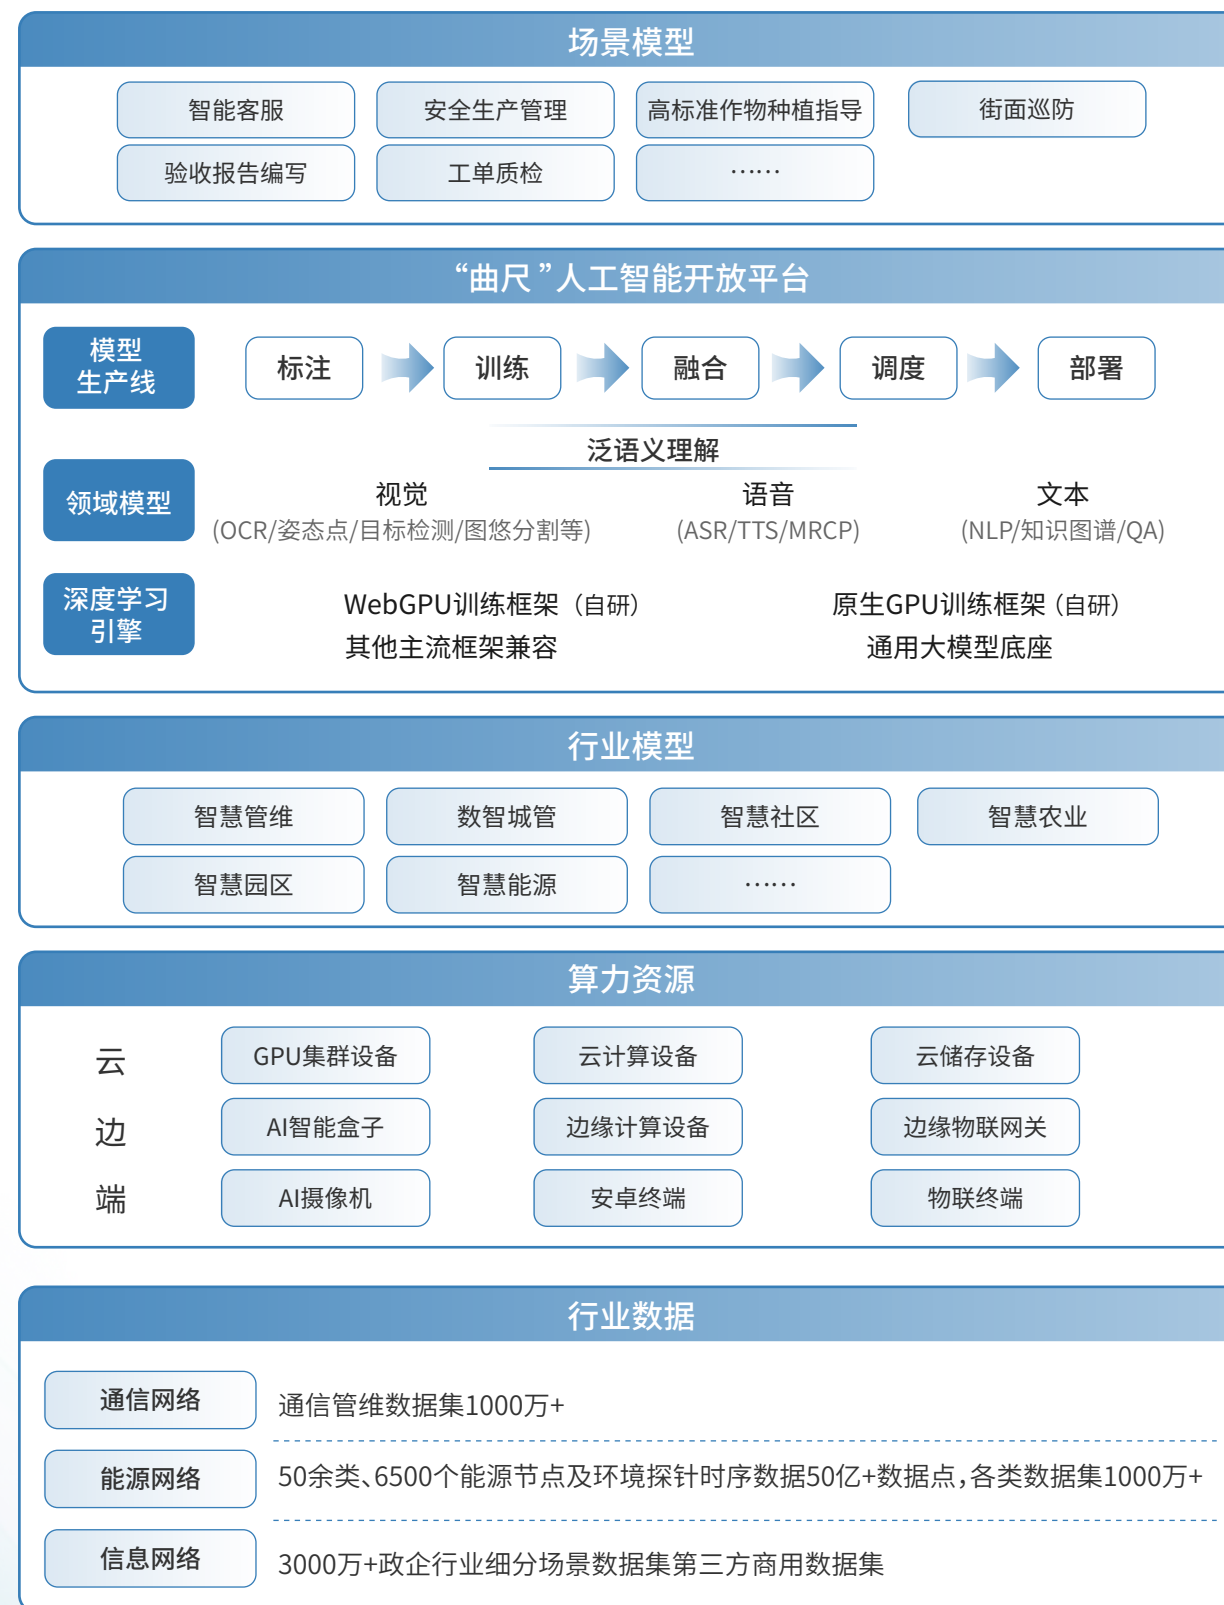 场景模型
智能客服
安全生产管理
高标准作物种植指导
街面巡防
验收报告编写
工单质检
……
“曲尺”人工智能开放平台
模型
生产线
标注
训练
融合
调度
部署
泛语义理解
领域模型
视觉
语音
文本
(OCR/姿态点/目标检测/图悠分割等)
(ASR/TTS/MRCP)
(NLP/知识图谱/QA)
深度学习
引擎
WebGPU训练框架（自研）
原生GPU训练框架（自研）
其他主流框架兼容
通用大模型底座
行业模型
智慧管维
数智城管
智慧社区
智慧农业
智慧园区
智慧能源
……
算力资源
云
GPU集群设备
云计算设备
云储存设备
边
AI智能盒子
边缘计算设备
边缘物联网关
端
AI摄像机
安卓终端
物联终端
行业数据
通信网络
通信管维数据集1000万+
能源网络
50余类、6500个能源节点及环境探针时序数据50亿+数据点，各类数据集1000万+
信息网络
3000万+政企行业细分场景数据集第三方商用数据集